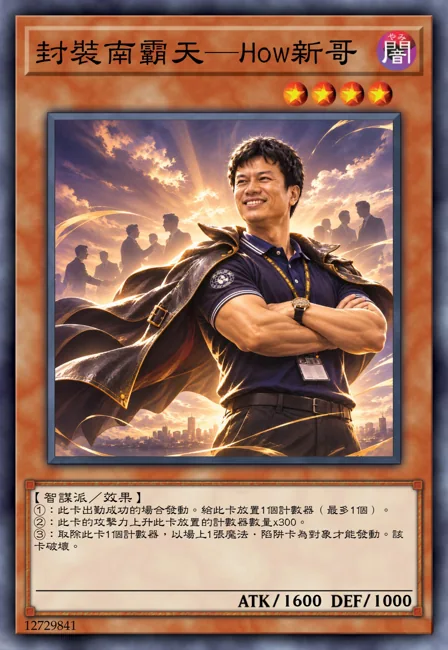 封裝南霸天—How新哥
やみ
闇
【智謀派／效果】
①：此卡出勤成功的場合發動。給此卡放置1個計數器（最多1個）。
②：此卡的攻擊力上升此卡放置的計數器數量x300。
③：取除此卡1個計數器，以場上1張魔法，陷阱卡為對象才能發動。該
卡破壞。
ATK/1600 DEF/1000
12729841